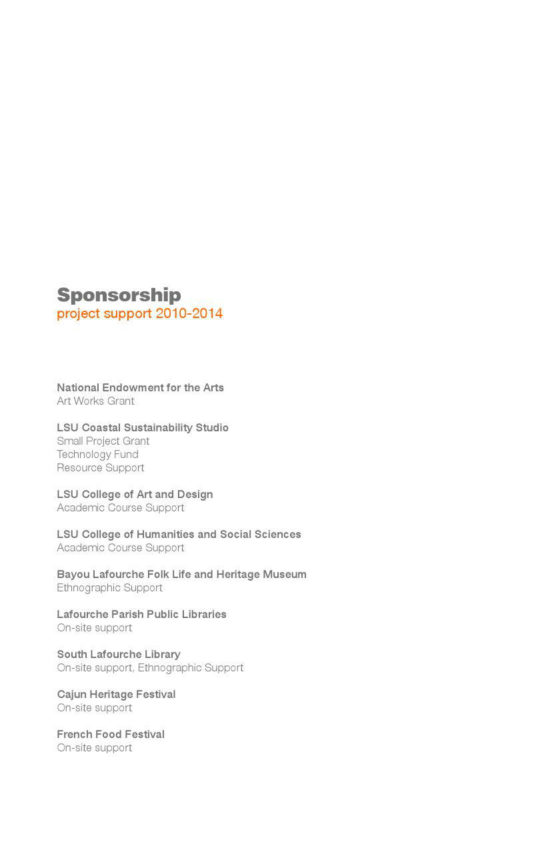 Sponsorship
project support 2010-2014
National Endowment for the Arts
Art Works Grant
LSU Coastal Sustainability Studio
Small Project Grant
Technology Fund
Resource Support
LSU College of Art and Design
Academic Course Support
LSU College of Humanities and Social Sciences
Academic Course Support
Bayou Lafourche Folk Life and Heritage Museum
Ethnographic Support
Lafourche Parish Public Libraries
On-site support
South Lafourche Library
On-site support, Ethnographic Support
Cajun Heritage Festival
On-site support
French Food Festival
On-site support